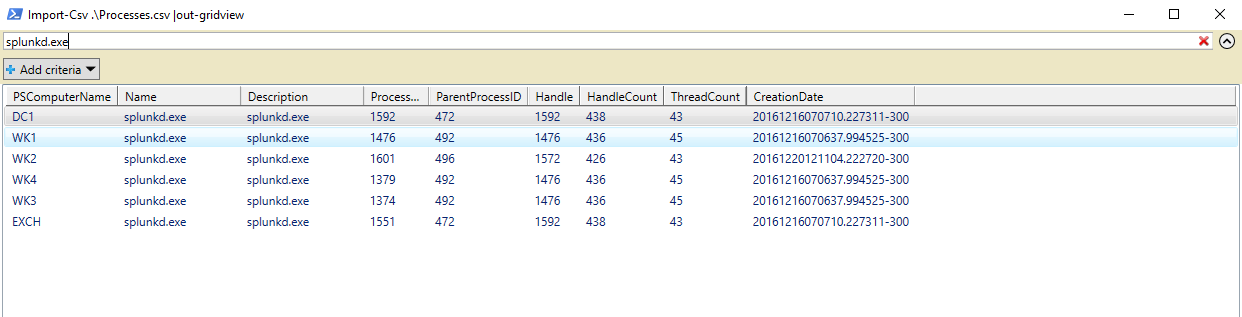 Import-Csv .\Processes.csv |out-gridview
splunkd.exe
Add criteria
PSComputerName Name Description Process... ParentProcessID Handle HandleCount ThreadCount CreationDate
DC1 splunkd.exe splunkd.exe 1592 472 1592 438 43 20161216070710.227311-300
WK1 splunkd.exe splunkd.exe 1476 492 1476 436 45 20161216070637.994525-300
WK2 splunkd.exe splunkd.exe 1601 496 1572 426 43 20161220121104.222720-300
WK4 splunkd.exe splunkd.exe 1379 492 1476 436 45 20161216070637.994525-300
WK3 splunkd.exe splunkd.exe 1374 492 1476 436 45 20161216070637.994525-300
EXCH splunkd.exe splunkd.exe 1551 472 1592 438 43 20161216070710.227311-300